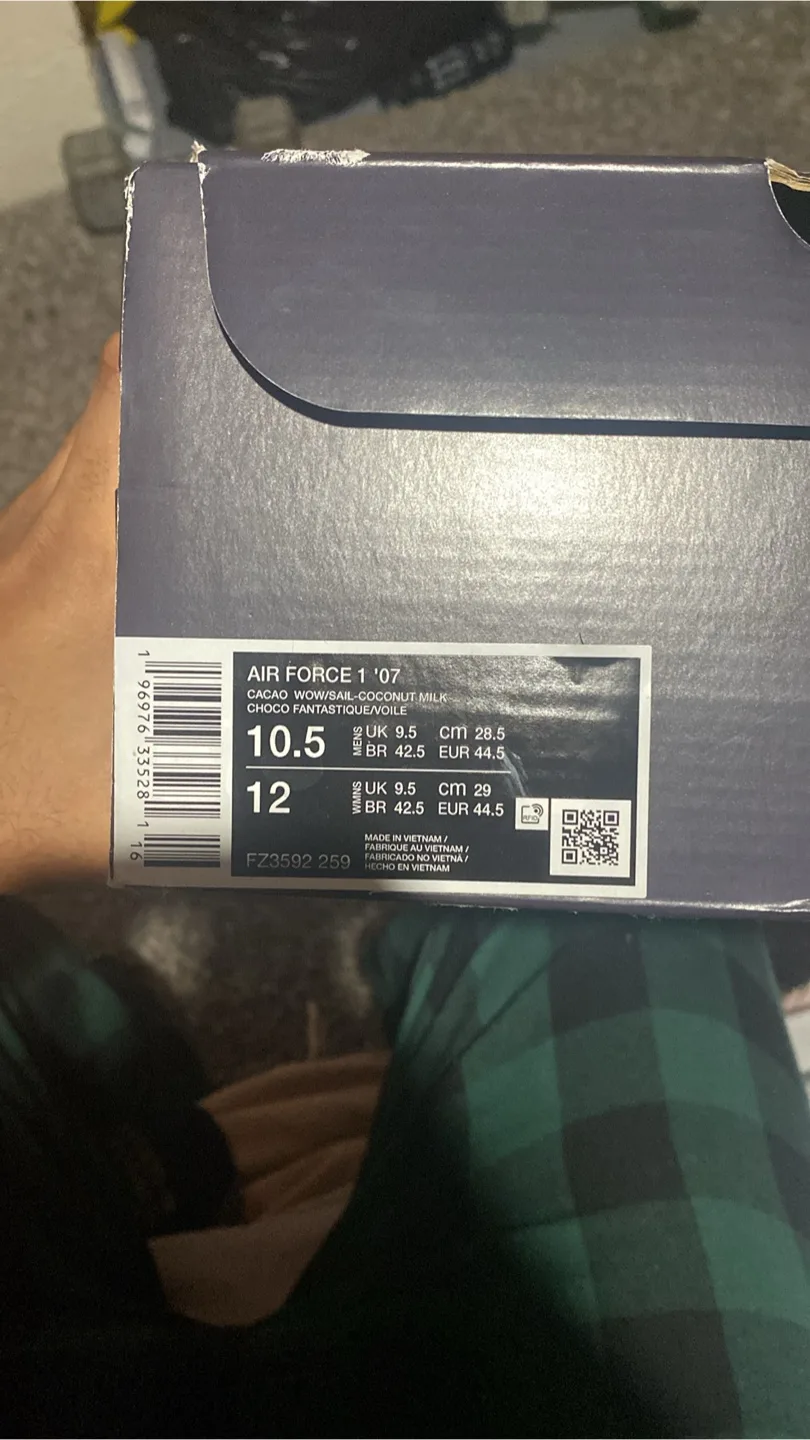 AIR FORCE 1 '07
CACAO WOW/SAIL-COCONUT MILK
CHOCO FANTASTIQUE/VOILE
10.5 MENS UK 9.5 cm 28.5
BR 42.5 EUR 44.5
12 WMNS UK 9.5 cm 29
BR 42.5 EUR 44.5
RFID
MADE IN VIETNAM /
FABRIQUE AU VIETNAM /
FABRICADO NO VIETNÃ /
HECHO EN VIETNAM
FZ3592 259
1 96976 33528 1 16